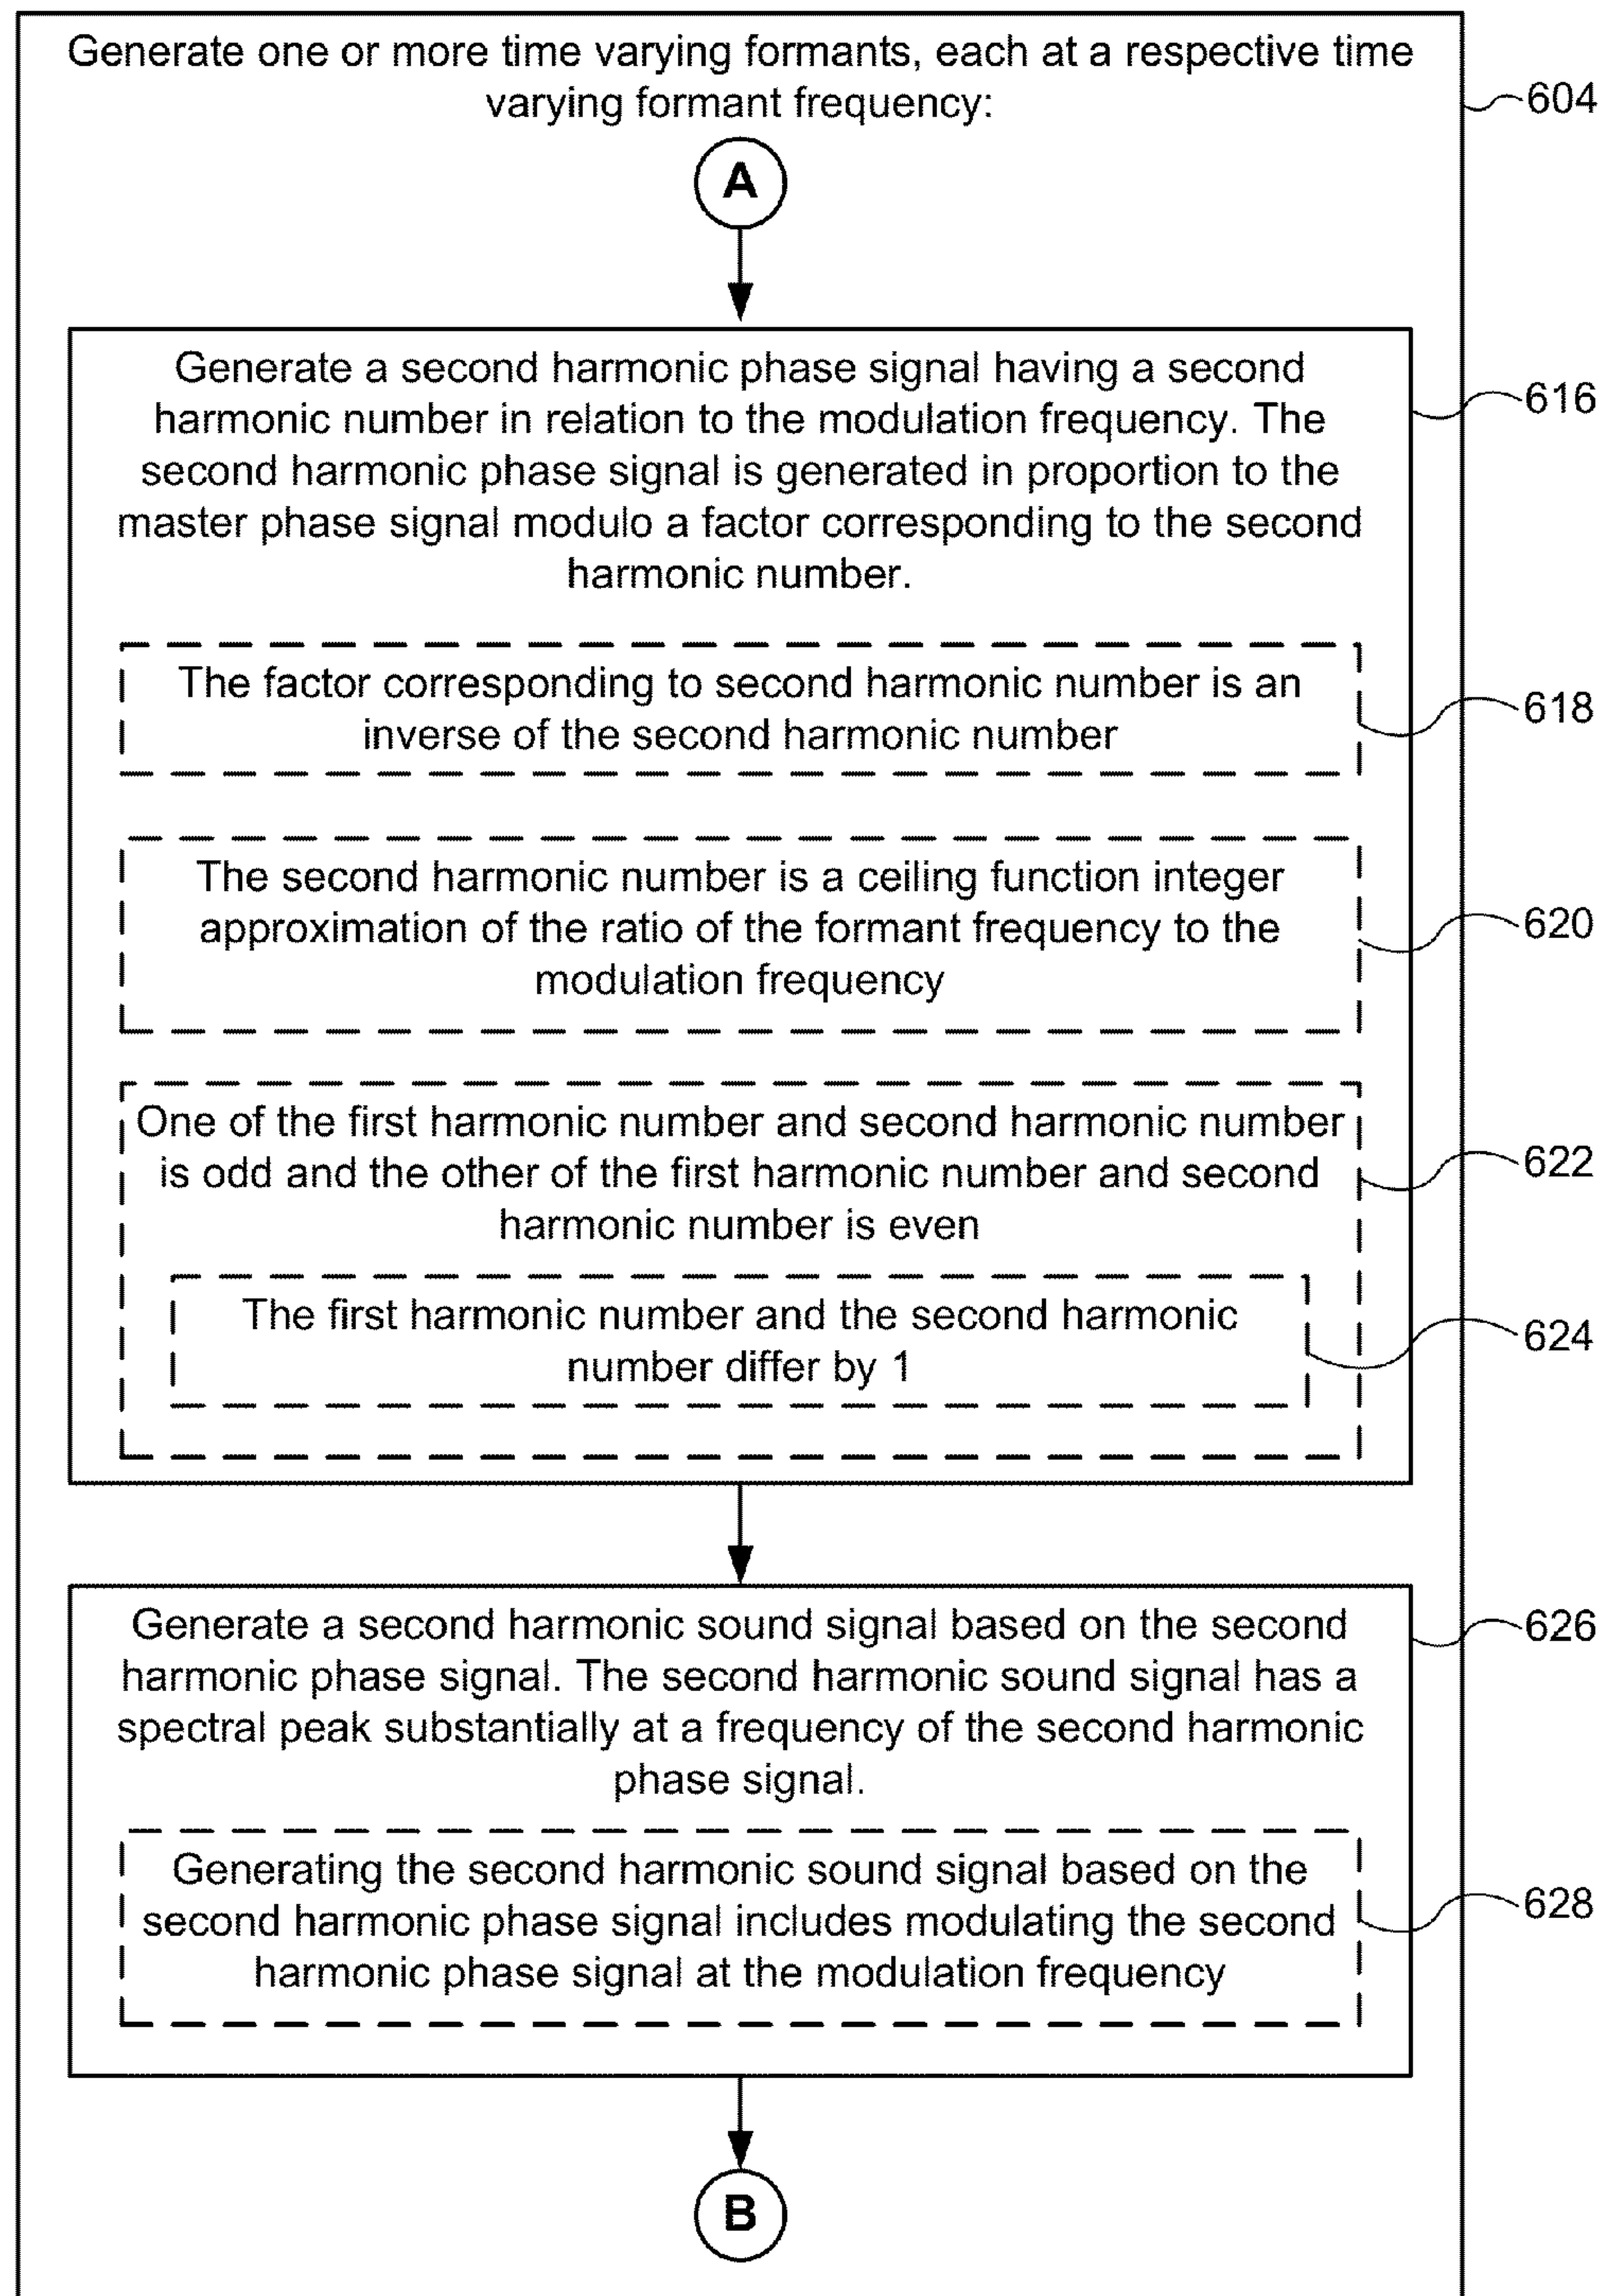 Generate one or more time varying formants, each at a respective time
varying formant frequency:
604
A
Generate a second harmonic phase signal having a second
harmonic number in relation to the modulation frequency. The
second harmonic phase signal is generated in proportion to the
master phase signal modulo a factor corresponding to the second
harmonic number.
616
The factor corresponding to second harmonic number is an
inverse of the second harmonic number
618
The second harmonic number is a ceiling function integer
approximation of the ratio of the formant frequency to the
modulation frequency
620
One of the first harmonic number and second harmonic number
is odd and the other of the first harmonic number and second
harmonic number is even
622
The first harmonic number and the second harmonic
number differ by 1
624
Generate a second harmonic sound signal based on the second
harmonic phase signal. The second harmonic sound signal has a
spectral peak substantially at a frequency of the second harmonic
phase signal.
626
Generating the second harmonic sound signal based on the
second harmonic phase signal includes modulating the second
harmonic phase signal at the modulation frequency
628
B